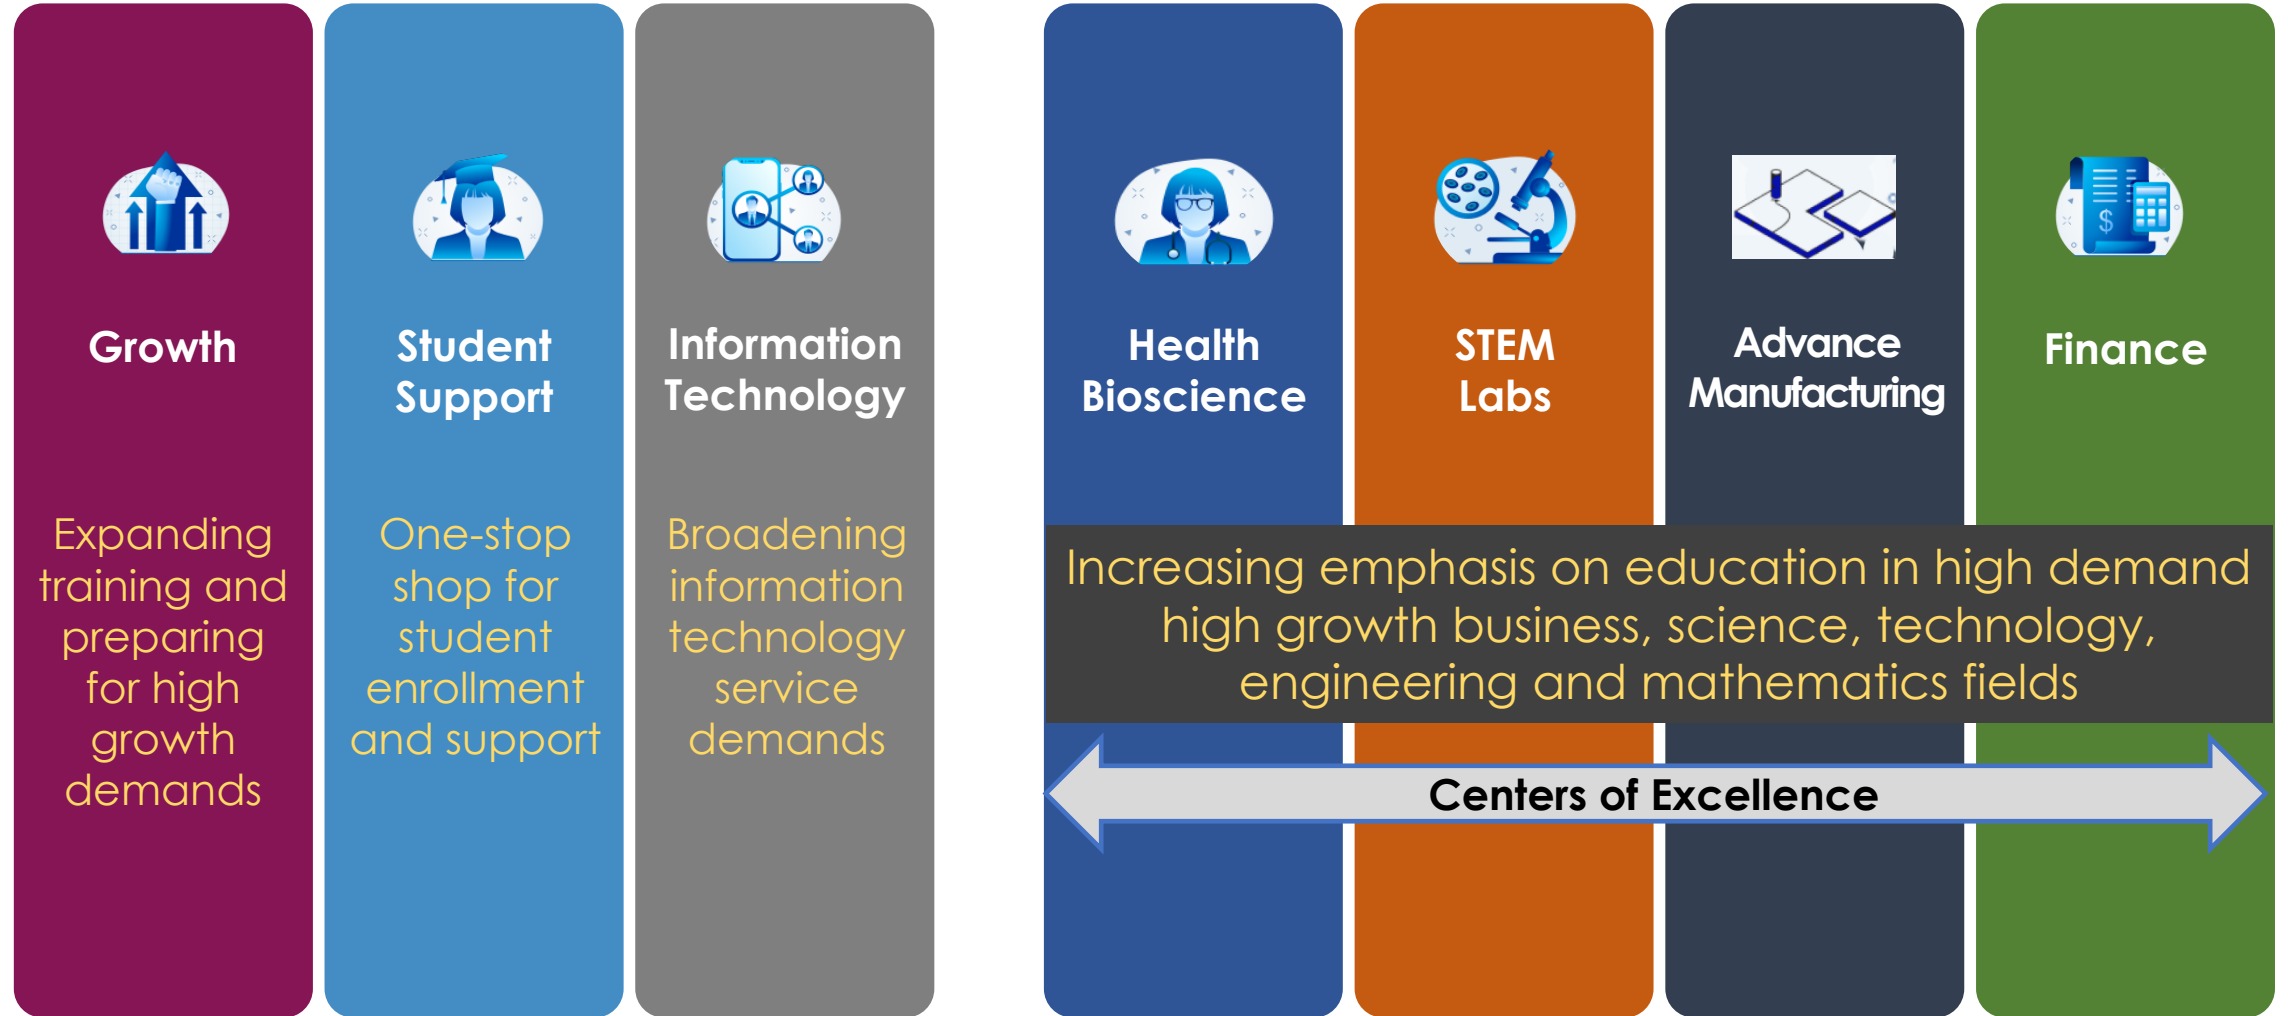 Growth
Expanding
training and
preparing
for high
growth
demands
Student
Support
One-stop
shop for
student
enrollment
and support
Information
Technology
Broadening
information
technology
service
demands
Health
Bioscience
STEM
Labs
Advance
Manufacturing
Finance
$
Increasing emphasis on education in high demand
high growth business, science, technology,
engineering and mathematics fields
Centers of Excellence